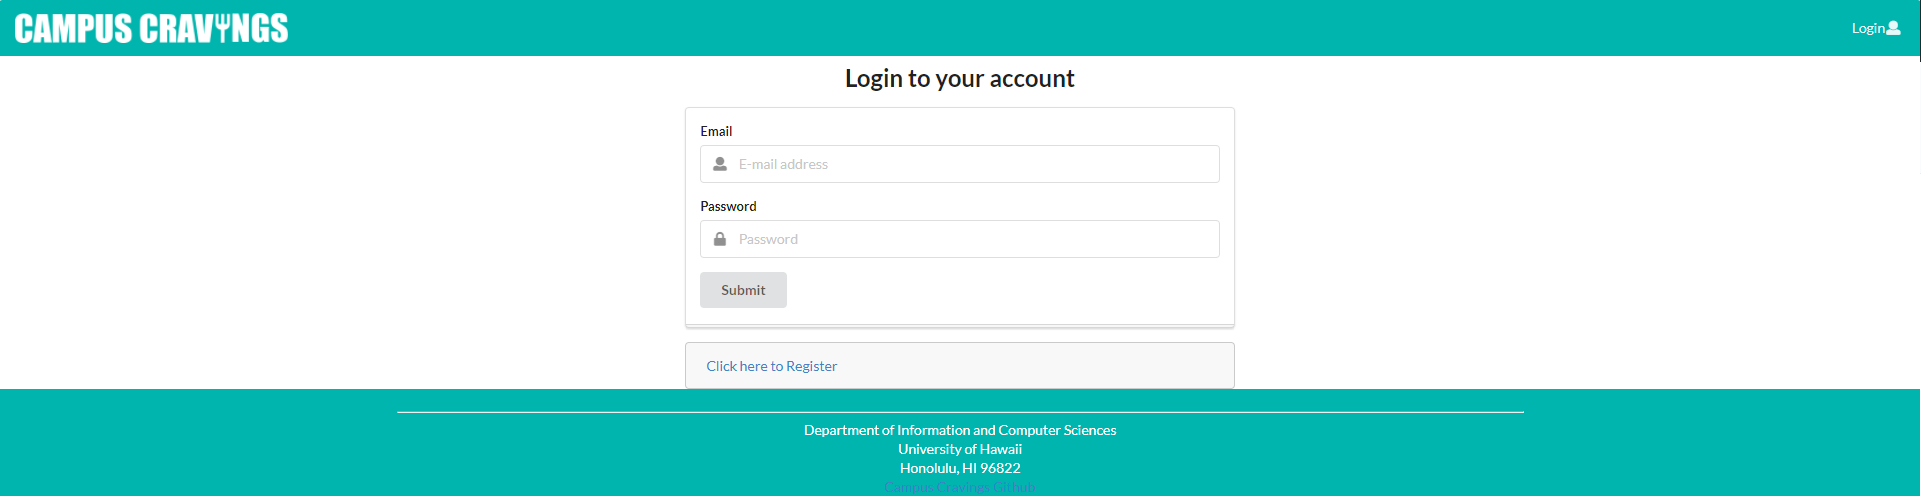 CAMPUS CRAVINGS
Login
Login to your account
Email
E-mail address
Password
Password
Submit
Click here to Register
Department of Information and Computer Sciences
University of Hawaii
Honolulu, HI 96822
Campus Cravings Github